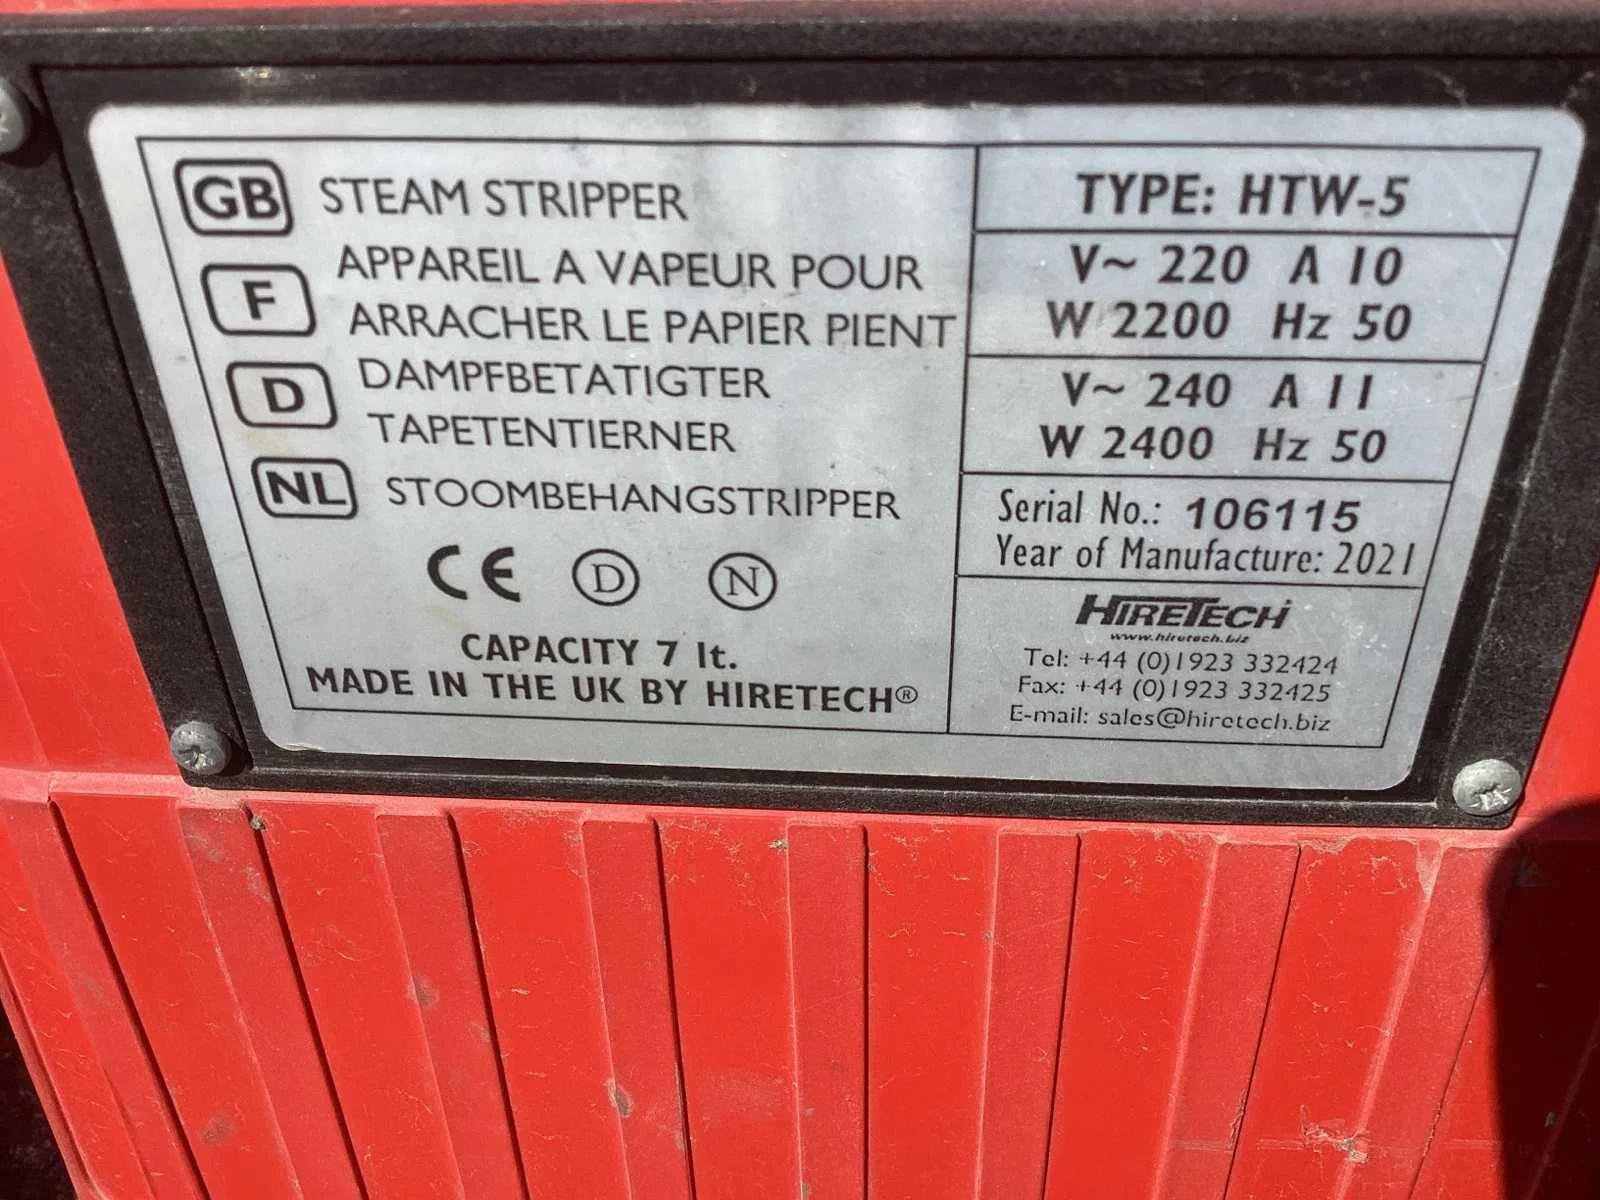 GB STEAM STRIPPER
F APPAREIL A VAPEUR POUR
ARRACHER LE PAPIER PIENT
D DAMPFBETATIGTER
TAPETENTIERNER
NL STOOMBEHANGSTRIPPER
CE D N
CAPACITY 7 lt.
MADE IN THE UK BY HIRETECH®
TYPE: HTW-5
V~ 220 A 10
W 2200 Hz 50
V~ 240 A 11
W 2400 Hz 50
Serial No.: 106115
Year of Manufacture: 2021
HIRETECH
www.hiretech.biz
Tel: +44 (0)1923 332424
Fax: +44 (0)1923 332425
E-mail: sales@hiretech.biz